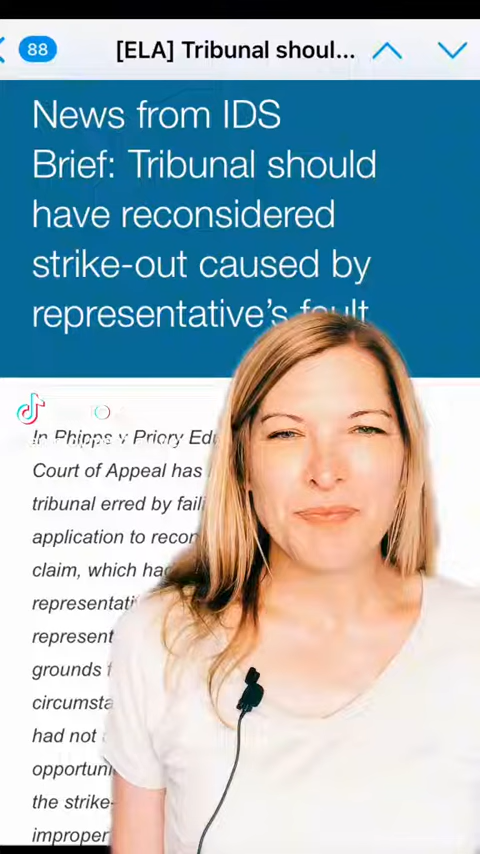 88
[ELA] Tribunal shoul...
News from IDS
Brief: Tribunal should
have reconsidered
strike-out caused by
representative's fault
In Phipps v Priory Edu
Court of Appeal has
tribunal erred by faili
application to recon
claim, which had
representati
represent
grounds f
circumsta
had not
opportuni
the strike-
improper